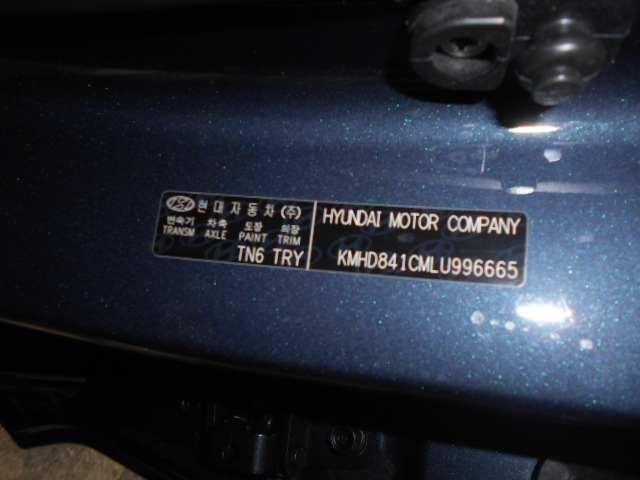 현대자동차(주)
변속기 차축 도장 외장
TRANSM AXLE PAINT TRIM
TN6 TRY
HYUNDAI MOTOR COMPANY
KMHD841CMLU996665